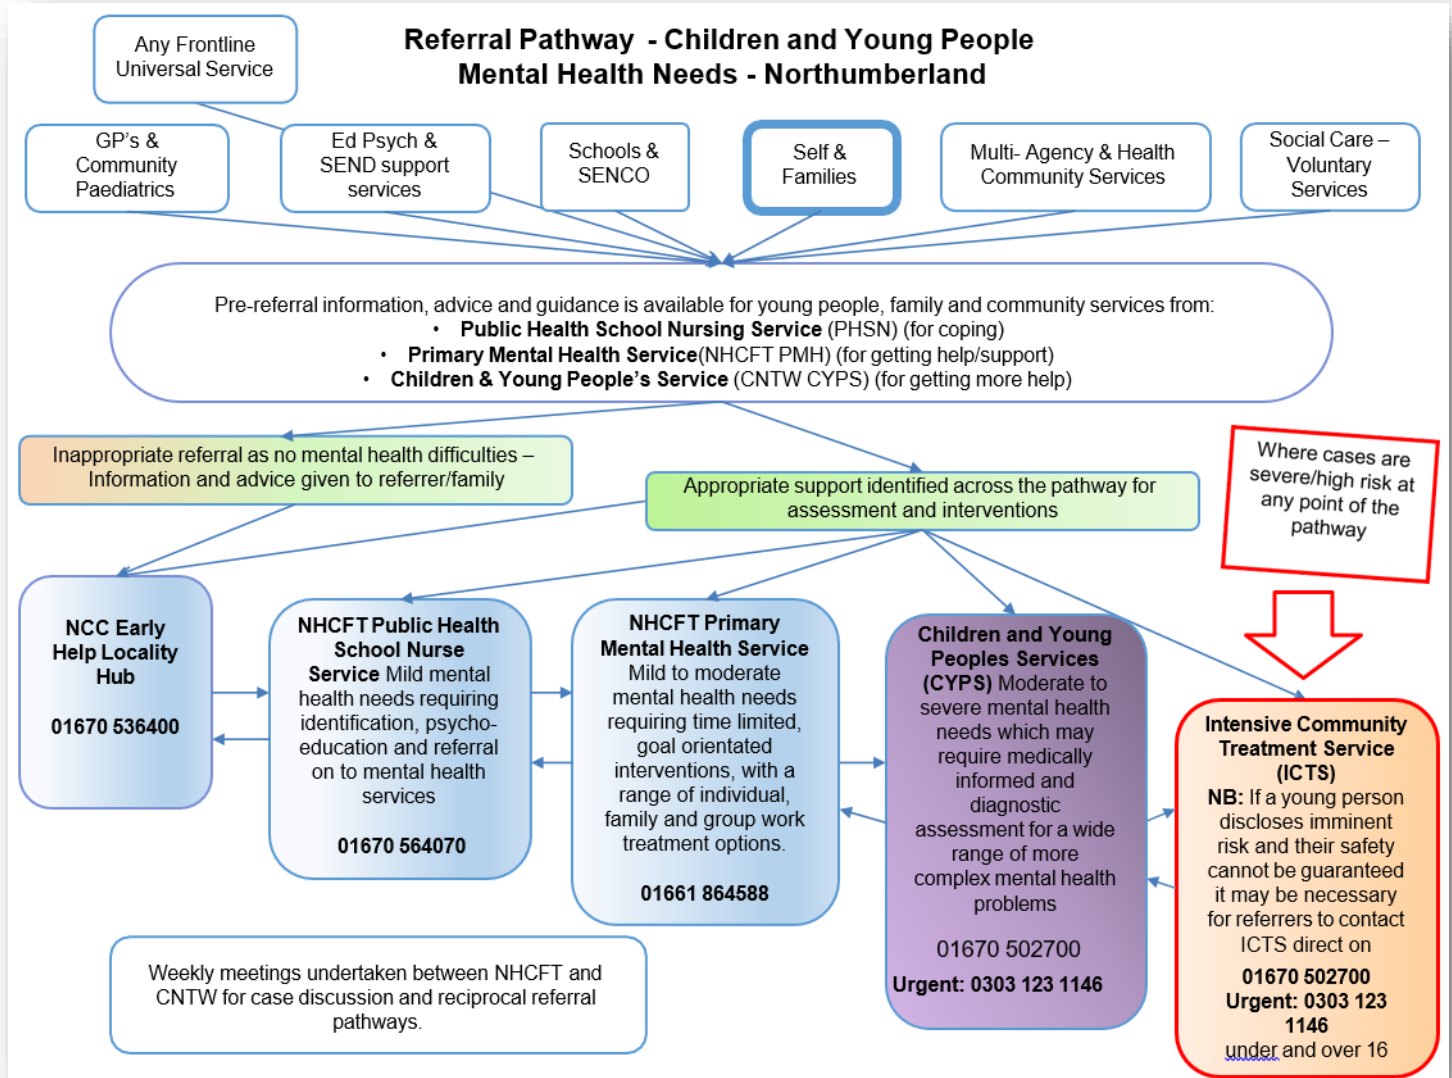 Referral Pathway  - Children and Young People
Mental Health Needs - Northumberland
Any Frontline
Universal Service
GP's &
Community
Paediatrics
Ed Psych &
SEND support
services
Schools &
SENCO
Self &
Families
Multi- Agency & Health
Community Services
Social Care –
Voluntary
Services
Pre-referral information, advice and guidance is available for young people, family and community services from:
• Public Health School Nursing Service (PHSN) (for coping)
• Primary Mental Health Service(NHCFT PMH) (for getting help/support)
• Children & Young People's Service (CNTW CYPS) (for getting more help)
Inappropriate referral as no mental health difficulties –
Information and advice given to referrer/family
Appropriate support identified across the pathway for
assessment and interventions
Where cases are
severe/high risk at
any point of the
pathway
NCC Early
Help Locality
Hub
01670 536400
NHCFT Public Health
School Nurse
Service Mild mental
health needs requiring
identification, psycho-
education and referral
on to mental health
services
01670 564070
NHCFT Primary
Mental Health Service
Mild to moderate
mental health needs
requiring time limited,
goal orientated
interventions, with a
range of individual,
family and group work
treatment options.
01661 864588
Children and Young
Peoples Services
(CYPS) Moderate to
severe mental health
needs which may
require medically
informed and
diagnostic
assessment for a wide
range of more
complex mental health
problems
01670 502700
Urgent: 0303 123 1146
Intensive Community
Treatment Service
(ICTS)
NB: If a young person
discloses imminent
risk and their safety
cannot be guaranteed
it may be necessary
for referrers to contact
ICTS direct on
01670 502700
Urgent: 0303 123
1146
under and over 16
Weekly meetings undertaken between NHCFT and
CNTW for case discussion and reciprocal referral
pathways.